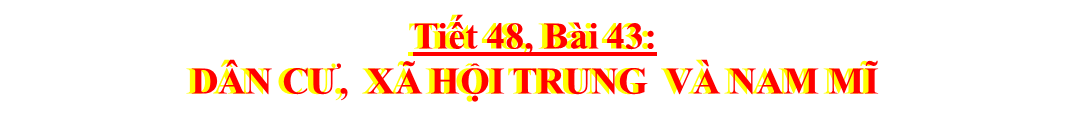 Tiết 48, Bài 43:
DÂN CƯ, XÃ HỘI TRUNG VÀ NAM MĨ